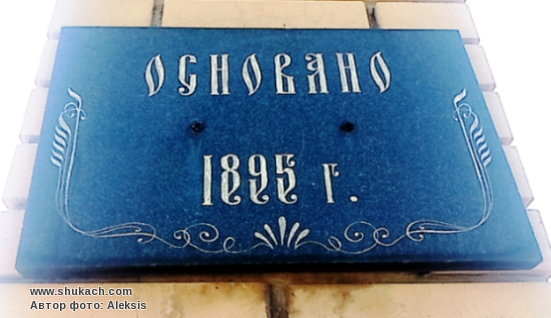 ОСНОВАНО
1895 г.
www.shukach.com
Автор фото: Aleksis